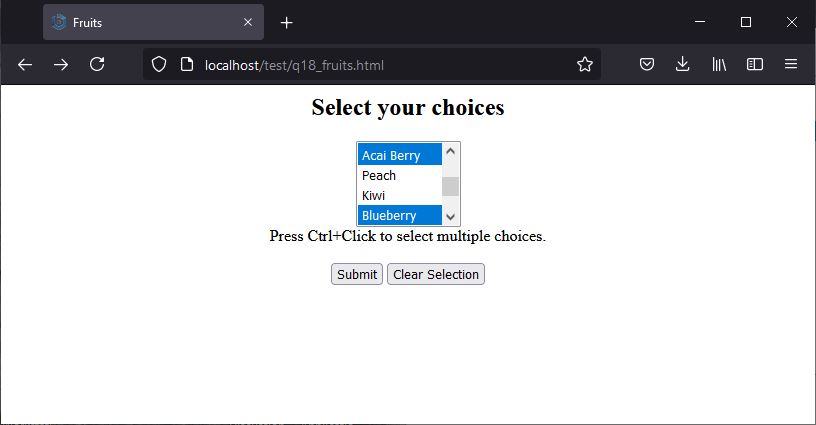 Fruits
localhost/test/q18_fruits.html
Select your choices
Acai Berry
Peach
Kiwi
Blueberry
Press Ctrl+Click to select multiple choices.
Submit Clear Selection